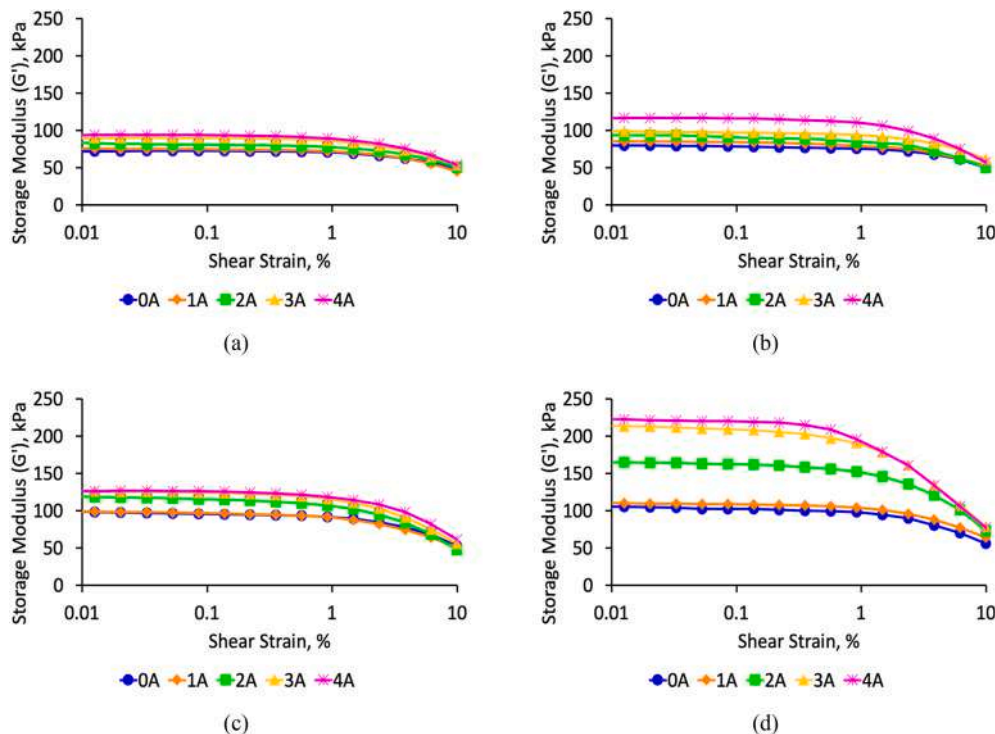 Storage Modulus (G'), kPa
250
200
150
100
50
0
0.01 0.1 1 10
Shear Strain, %
0A 1A 2A 3A 4A
(a)
Storage Modulus (G'), kPa
250
200
150
100
50
0
0.01 0.1 1 10
Shear Strain, %
0A 1A 2A 3A 4A
(b)
Storage Modulus (G'), kPa
250
200
150
100
50
0
0.01 0.1 1 10
Shear Strain, %
0A 1A 2A 3A 4A
(c)
Storage Modulus (G'), kPa
250
200
150
100
50
0
0.01 0.1 1 10
Shear Strain, %
0A 1A 2A 3A 4A
(d)